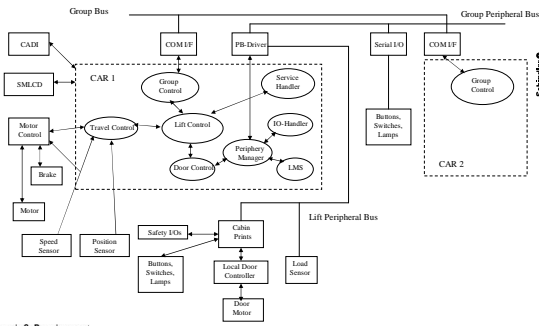 Group Bus
Group Peripheral Bus
CADI
COM I/F
PB-Driver
Serial I/O
COM I/F
SMLCD
CAR 1
Group
Control
Service
Handler
Group
Control
Motor
Control
Travel Control
Lift Control
IO-Handler
Buttons,
Switches,
Lamps
Periphery
Manager
Brake
Door Control
LMS
CAR 2
Motor
Lift Peripheral Bus
Speed
Sensor
Position
Sensor
Safety I/Os
Cabin
Prints
Buttons,
Switches,
Lamps
Local Door
Controller
Load
Sensor
Door
Motor